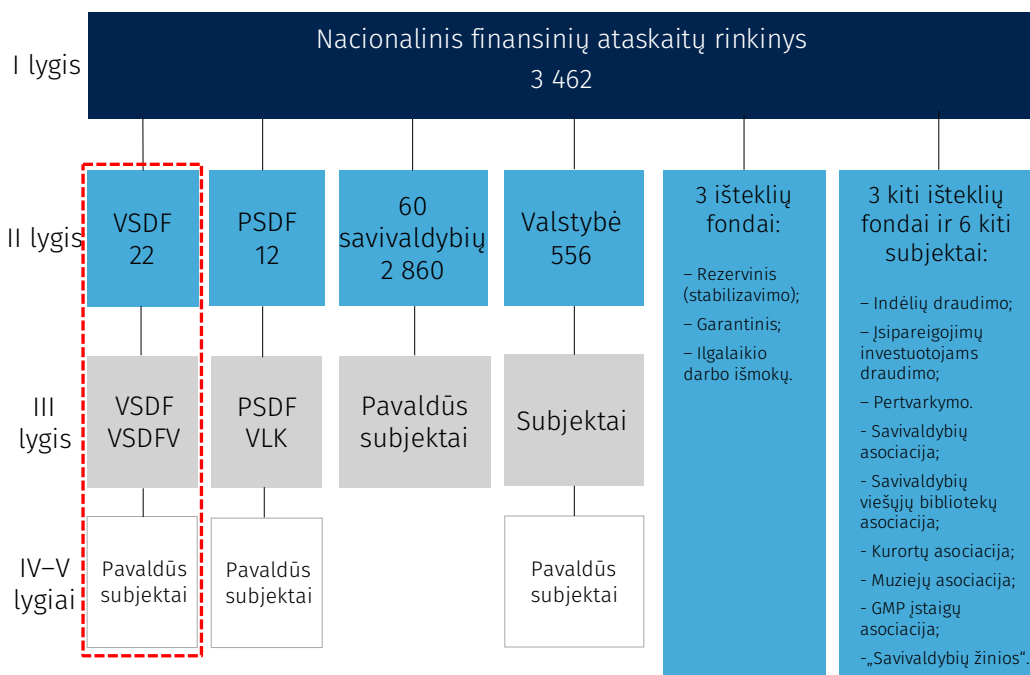 I lygis
Nacionalinis finansinių ataskaitų rinkinys
3 462
II lygis
VSDF
22
PSDF
12
60
savivaldybių
2 860
Valstybė
556
3 išteklių
fondai:
– Rezervinis
(stabilizavimo);
– Garantinis;
– Ilgalaikio
darbo išmokų.
3 kiti išteklių
fondai ir 6 kiti
subjektai:
– Indėlių draudimo;
– Įsipareigojimų
investuotojams
draudimo;
– Pertvarkymo.
- Savivaldybių
asociacija;
- Savivaldybių
viešųjų bibliotekų
asociacija;
- Kurortų asociacija;
- Muziejų asociacija;
- GMP įstaigų
asociacija;
-„Savivaldybių žinios“.
III
lygis
VSDF
VSDFV
PSDF
VLK
Pavaldūs
subjektai
Subjektai
IV–V
lygiai
Pavaldūs
subjektai
Pavaldūs
subjektai
Pavaldūs
subjektai